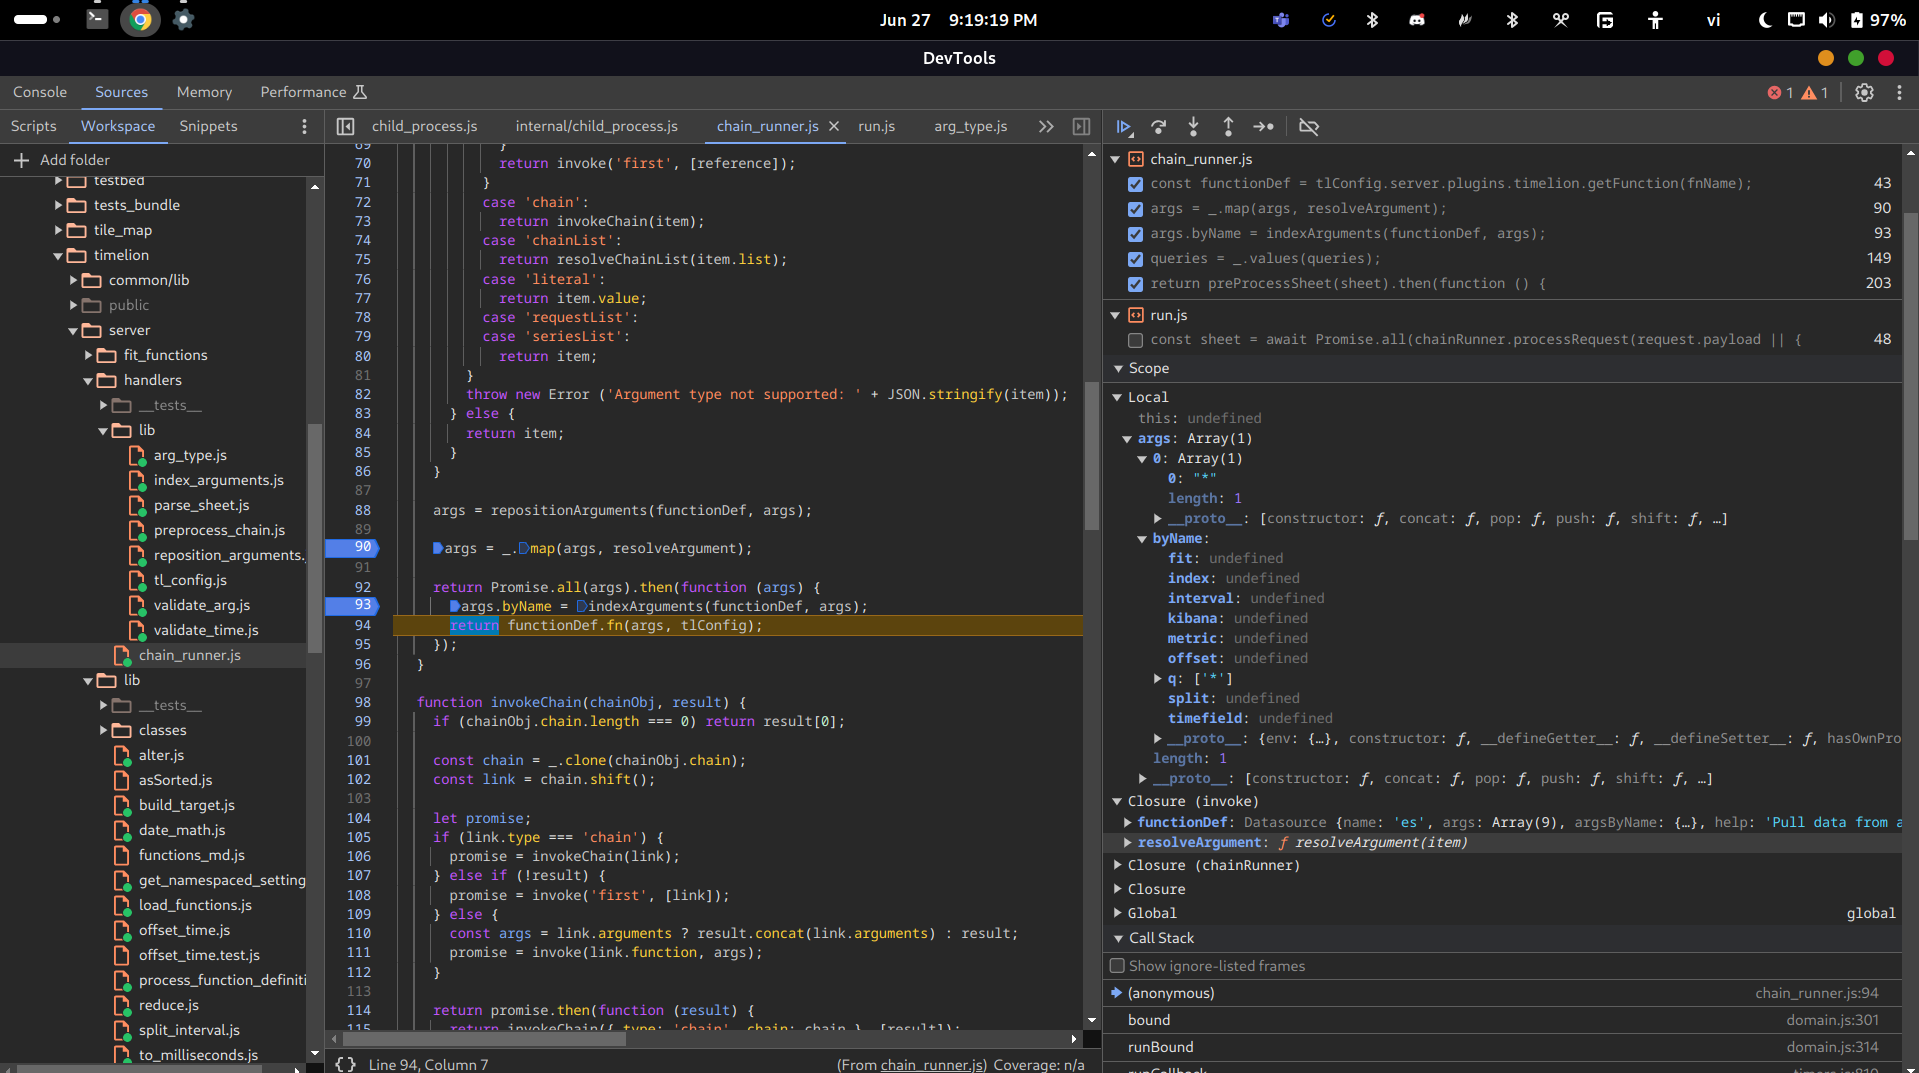 Jun 27 9:19:19 PM
vi
97%
DevTools
Console Sources Memory Performance
1 1
Scripts Workspace Snippets
child_process.js internal/child_process.js chain_runner.js run.js arg_type.js
Add folder
testbed
tests_bundle
tile_map
timelion
common/lib
public
server
fit_functions
handlers
__tests__
lib
arg_type.js
index_arguments.js
parse_sheet.js
preprocess_chain.js
reposition_arguments.
tl_config.js
validate_arg.js
validate_time.js
chain_runner.js
lib
__tests__
classes
alter.js
asSorted.js
build_target.js
date_math.js
functions_md.js
get_namespaced_setting
load_functions.js
offset_time.js
offset_time.test.js
process_function_definiti
reduce.js
split_interval.js
to_milliseconds.js
69 }
70 return invoke('first', [reference]);
71 }
72 case 'chain':
73 return invokeChain(item);
74 case 'chainList':
75 return resolveChainList(item.list);
76 case 'literal':
77 return item.value;
78 case 'requestList':
79 case 'seriesList':
80 return item;
81 }
82 throw new Error ('Argument type not supported: ' + JSON.stringify(item));
83 } else {
84 return item;
85 }
86 }
87
88 args = repositionArguments(functionDef, args);
89
90 args = _.map(args, resolveArgument);
91
92 return Promise.all(args).then(function (args) {
93 args.byName = indexArguments(functionDef, args);
94 return functionDef.fn(args, tlConfig);
95 });
96 }
97
98 function invokeChain(chainObj, result) {
99 if (chainObj.chain.length === 0) return result[0];
100
101 const chain = _.clone(chainObj.chain);
102 const link = chain.shift();
103
104 let promise;
105 if (link.type === 'chain') {
106 promise = invokeChain(link);
107 } else if (!result) {
108 promise = invoke('first', [link]);
109 } else {
110 const args = link.arguments ? result.concat(link.arguments) : result;
111 promise = invoke(link.function, args);
112 }
113
114 return promise.then(function (result) {
115 return invokeChain({ type: 'chain', chain: chain }, [result]);
{} Line 94, Column 7 (From chain_runner.js) Coverage: n/a
chain_runner.js
const functionDef = tlConfig.server.plugins.timelion.getFunction(fnName); 43
args = _.map(args, resolveArgument); 90
args.byName = indexArguments(functionDef, args); 93
queries = _.values(queries); 149
return preProcessSheet(sheet).then(function () { 203
run.js
const sheet = await Promise.all(chainRunner.processRequest(request.payload || { 48
Scope
Local
this: undefined
args: Array(1)
0: Array(1)
0: "*"
length: 1
__proto__: [constructor: ƒ, concat: ƒ, pop: ƒ, push: ƒ, shift: ƒ, …]
byName:
fit: undefined
index: undefined
interval: undefined
kibana: undefined
metric: undefined
offset: undefined
q: ['*']
split: undefined
timefield: undefined
__proto__: {env: {…}, constructor: ƒ, __defineGetter__: ƒ, __defineSetter__: ƒ, hasOwnPro
length: 1
__proto__: [constructor: ƒ, concat: ƒ, pop: ƒ, push: ƒ, shift: ƒ, …]
Closure (invoke)
functionDef: Datasource {name: 'es', args: Array(9), argsByName: {…}, help: 'Pull data from a
resolveArgument: ƒ resolveArgument(item)
Closure (chainRunner)
Closure
Global global
Call Stack
Show ignore-listed frames
(anonymous) chain_runner.js:94
bound domain.js:301
runBound domain.js:314
runCallback timers.js:810